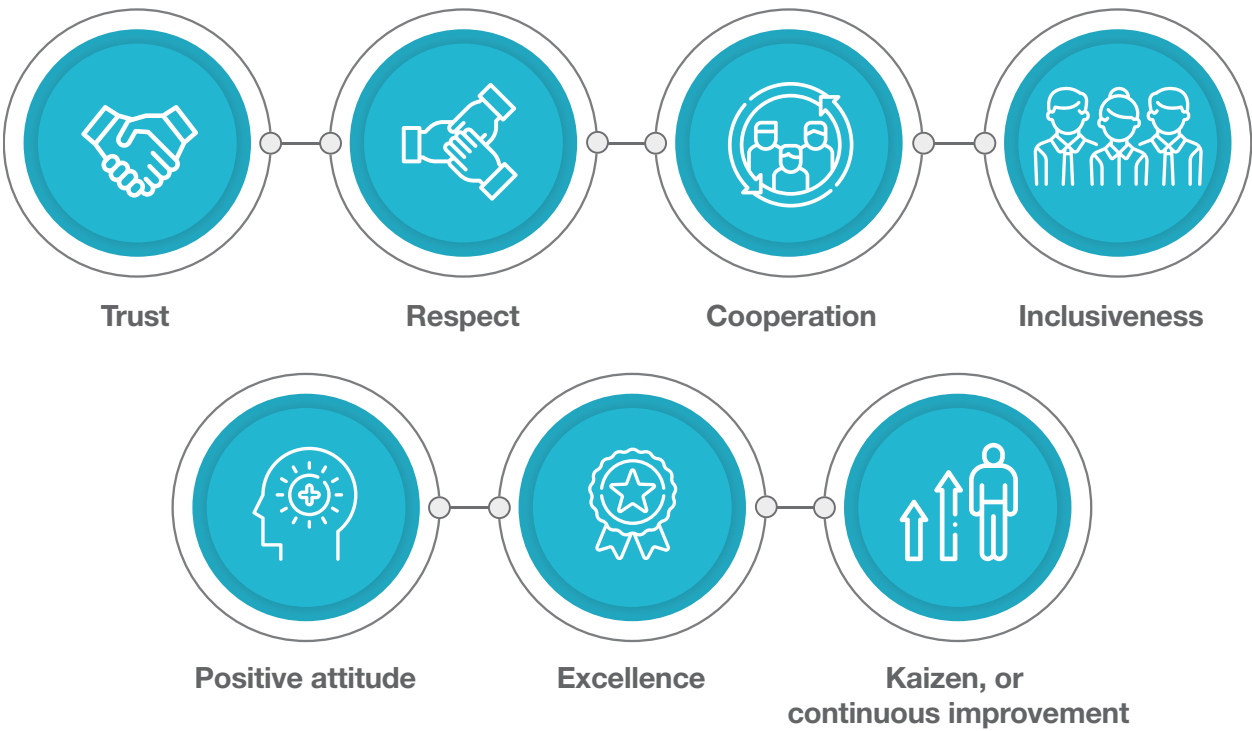 Trust
Respect
Cooperation
Inclusiveness
Positive attitude
Excellence
Kaizen, or
continuous improvement